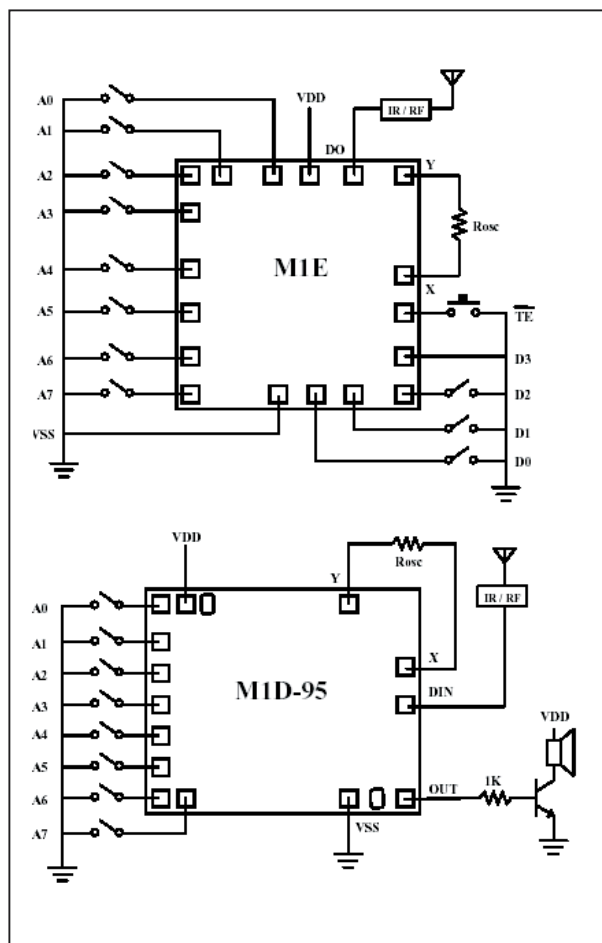 A0
VDD
IR / RF
A1
DO
Y
A2
A3
Rosc
M1E
A4
X
A5
TE
A6
D3
A7
D2
D1
VSS
D0
VDD
Rosc
Y
IR / RF
A0
A1
X
A2
M1D-95
DIN
A3
VDD
A4
A5
1K
OUT
A6
VSS
A7